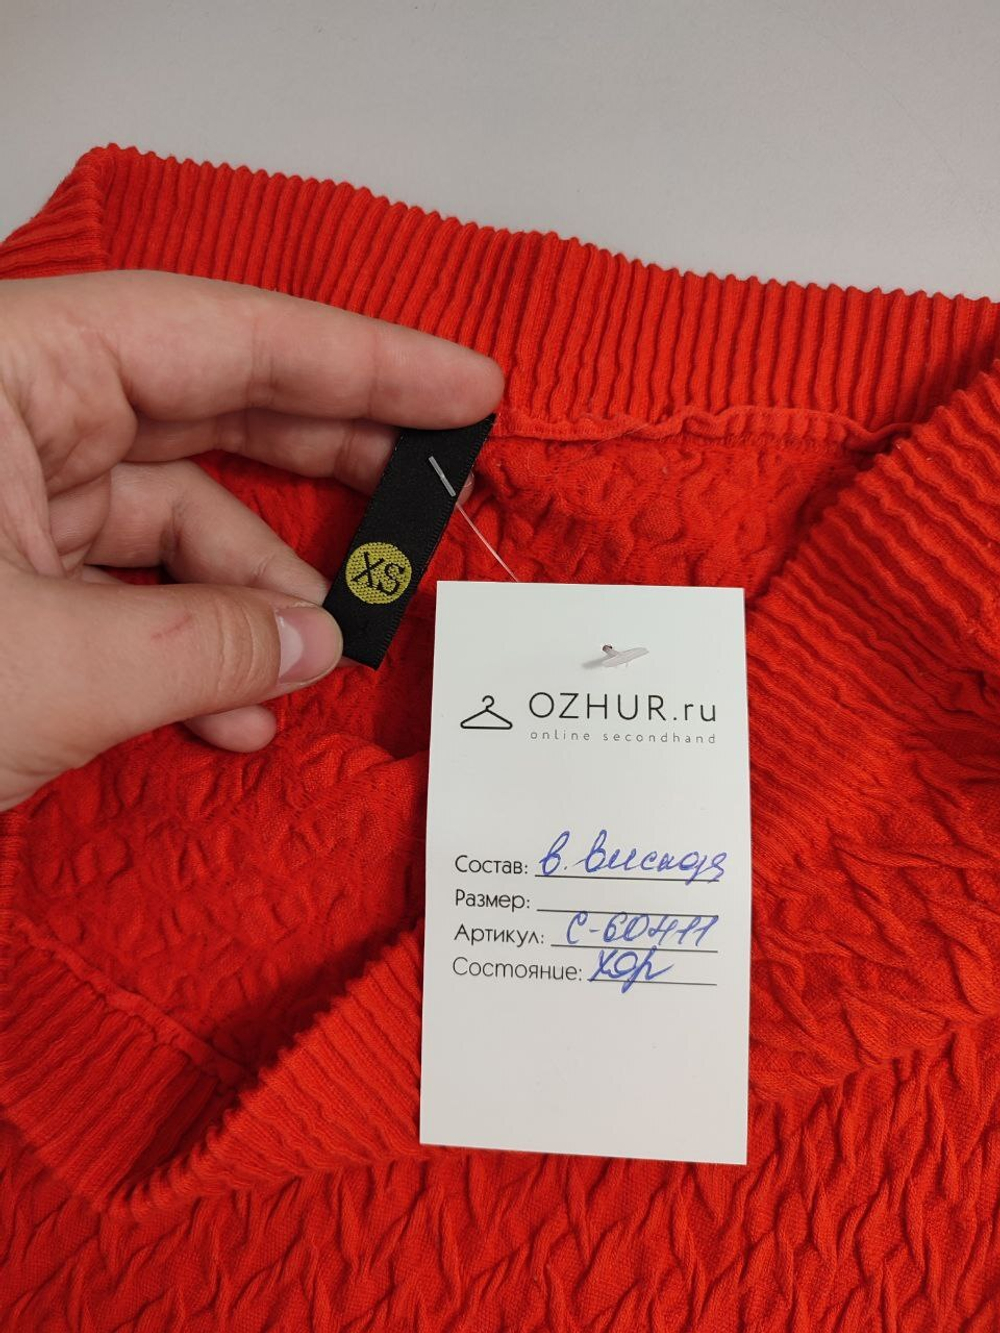 XS
OZHUR.ru
online secondhand
Состав: в. вискоза
Размер:
Артикул: С-60411
Состояние: хор